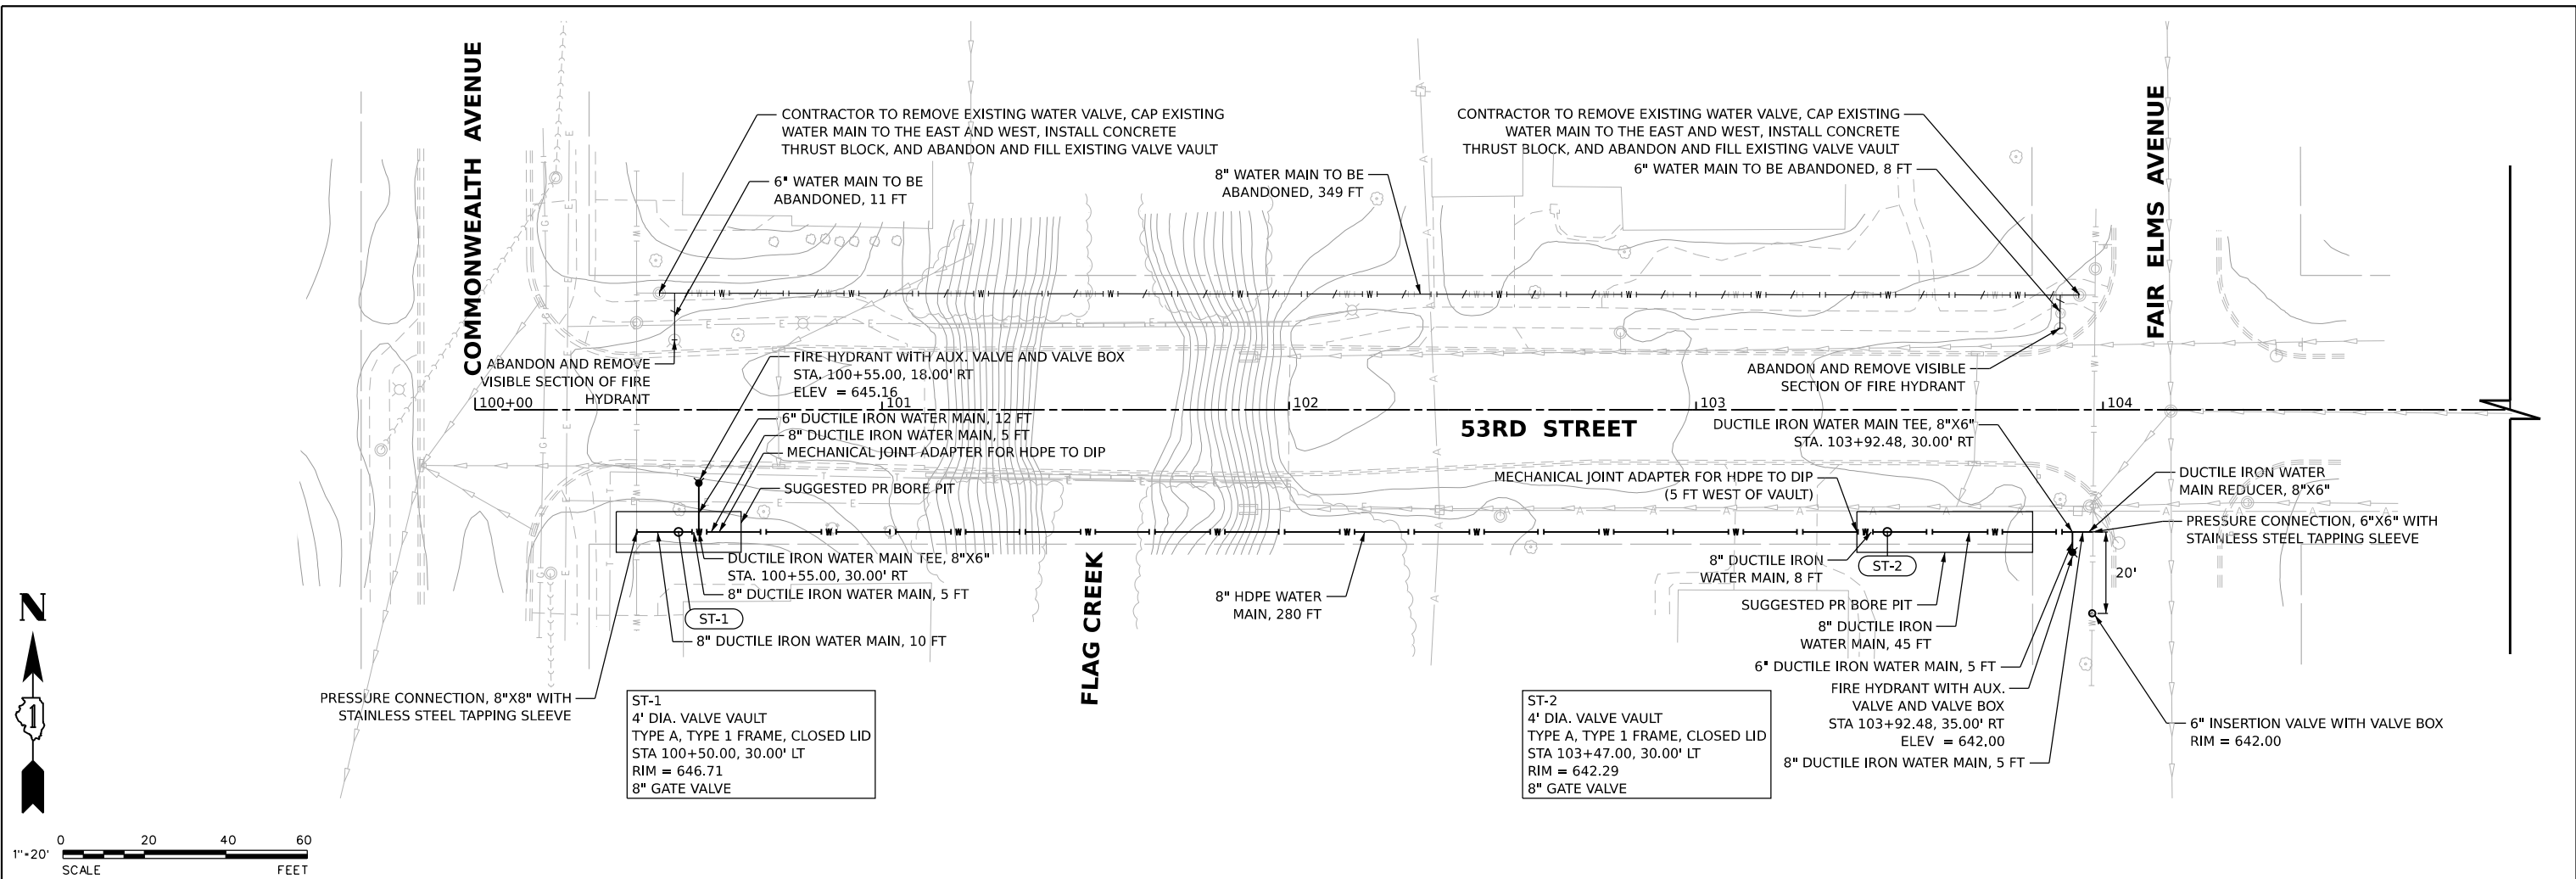 COMMONWEALTH AVENUE
CONTRACTOR TO REMOVE EXISTING WATER VALVE, CAP EXISTING
WATER MAIN TO THE EAST AND WEST, INSTALL CONCRETE
THRUST BLOCK, AND ABANDON AND FILL EXISTING VALVE VAULT
6" WATER MAIN TO BE
ABANDONED, 11 FT
8" WATER MAIN TO BE
ABANDONED, 349 FT
CONTRACTOR TO REMOVE EXISTING WATER VALVE, CAP EXISTING
WATER MAIN TO THE EAST AND WEST, INSTALL CONCRETE
THRUST BLOCK, AND ABANDON AND FILL EXISTING VALVE VAULT
6" WATER MAIN TO BE ABANDONED, 8 FT
FAIR ELMS AVENUE
ABANDON AND REMOVE
VISIBLE SECTION OF FIRE
HYDRANT
FIRE HYDRANT WITH AUX. VALVE AND VALVE BOX
STA. 100+55.00, 18.00' RT
ELEV = 645.16
ABANDON AND REMOVE VISIBLE
SECTION OF FIRE HYDRANT
100+00
101
102
103
104
53RD STREET
6" DUCTILE IRON WATER MAIN, 12 FT
8" DUCTILE IRON WATER MAIN, 5 FT
MECHANICAL JOINT ADAPTER FOR HDPE TO DIP
SUGGESTED PR BORE PIT
DUCTILE IRON WATER MAIN TEE, 8"X6"
STA. 103+92.48, 30.00' RT
MECHANICAL JOINT ADAPTER FOR HDPE TO DIP
(5 FT WEST OF VAULT)
DUCTILE IRON WATER
MAIN REDUCER, 8"X6"
PRESSURE CONNECTION, 6"X6" WITH
STAINLESS STEEL TAPPING SLEEVE
DUCTILE IRON WATER MAIN TEE, 8"X6"
STA. 100+55.00, 30.00' RT
8" DUCTILE IRON WATER MAIN, 5 FT
ST-1
8" DUCTILE IRON WATER MAIN, 10 FT
FLAG CREEK
8" HDPE WATER
MAIN, 280 FT
8" DUCTILE IRON
WATER MAIN, 8 FT
ST-2
20'
SUGGESTED PR BORE PIT
8" DUCTILE IRON
WATER MAIN, 45 FT
6" DUCTILE IRON WATER MAIN, 5 FT
FIRE HYDRANT WITH AUX.
VALVE AND VALVE BOX
STA 103+92.48, 35.00' RT
ELEV = 642.00
8" DUCTILE IRON WATER MAIN, 5 FT
6" INSERTION VALVE WITH VALVE BOX
RIM = 642.00
PRESSURE CONNECTION, 8"X8" WITH
STAINLESS STEEL TAPPING SLEEVE
ST-1
4' DIA. VALVE VAULT
TYPE A, TYPE 1 FRAME, CLOSED LID
STA 100+50.00, 30.00' LT
RIM = 646.71
8" GATE VALVE
ST-2
4' DIA. VALVE VAULT
TYPE A, TYPE 1 FRAME, CLOSED LID
STA 103+47.00, 30.00' LT
RIM = 642.29
8" GATE VALVE
N
1
0 20 40 60
1"=20'
SCALE FEET